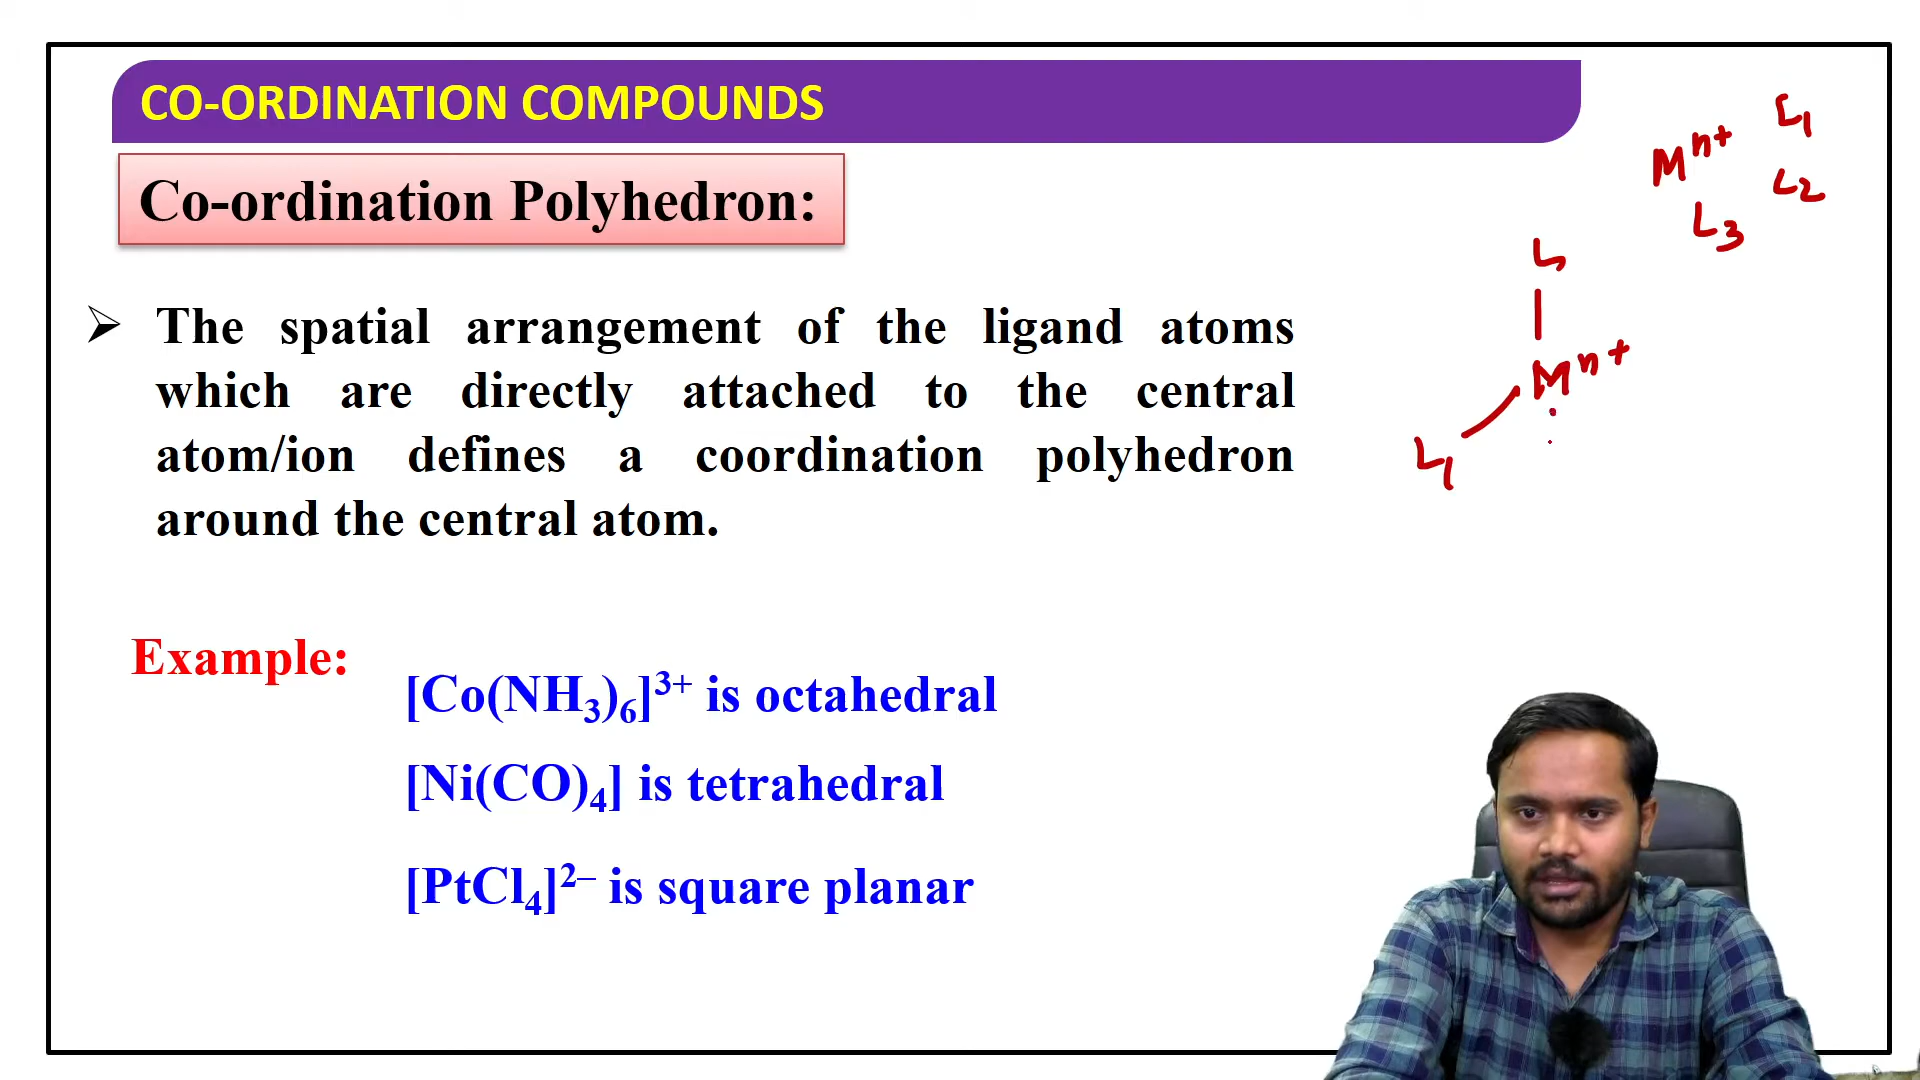 CO-ORDINATION COMPOUNDS
Co-ordination Polyhedron:
➢ The spatial arrangement of the ligand atoms
which are directly attached to the central
atom/ion defines a coordination polyhedron
around the central atom.
Example:
[Co(NH₃)₆]³⁺ is octahedral
[Ni(CO)₄] is tetrahedral
[PtCl₄]²⁻ is square planar
Mⁿ⁺ L₁
L₂
L₃
L
Mⁿ⁺
L₁